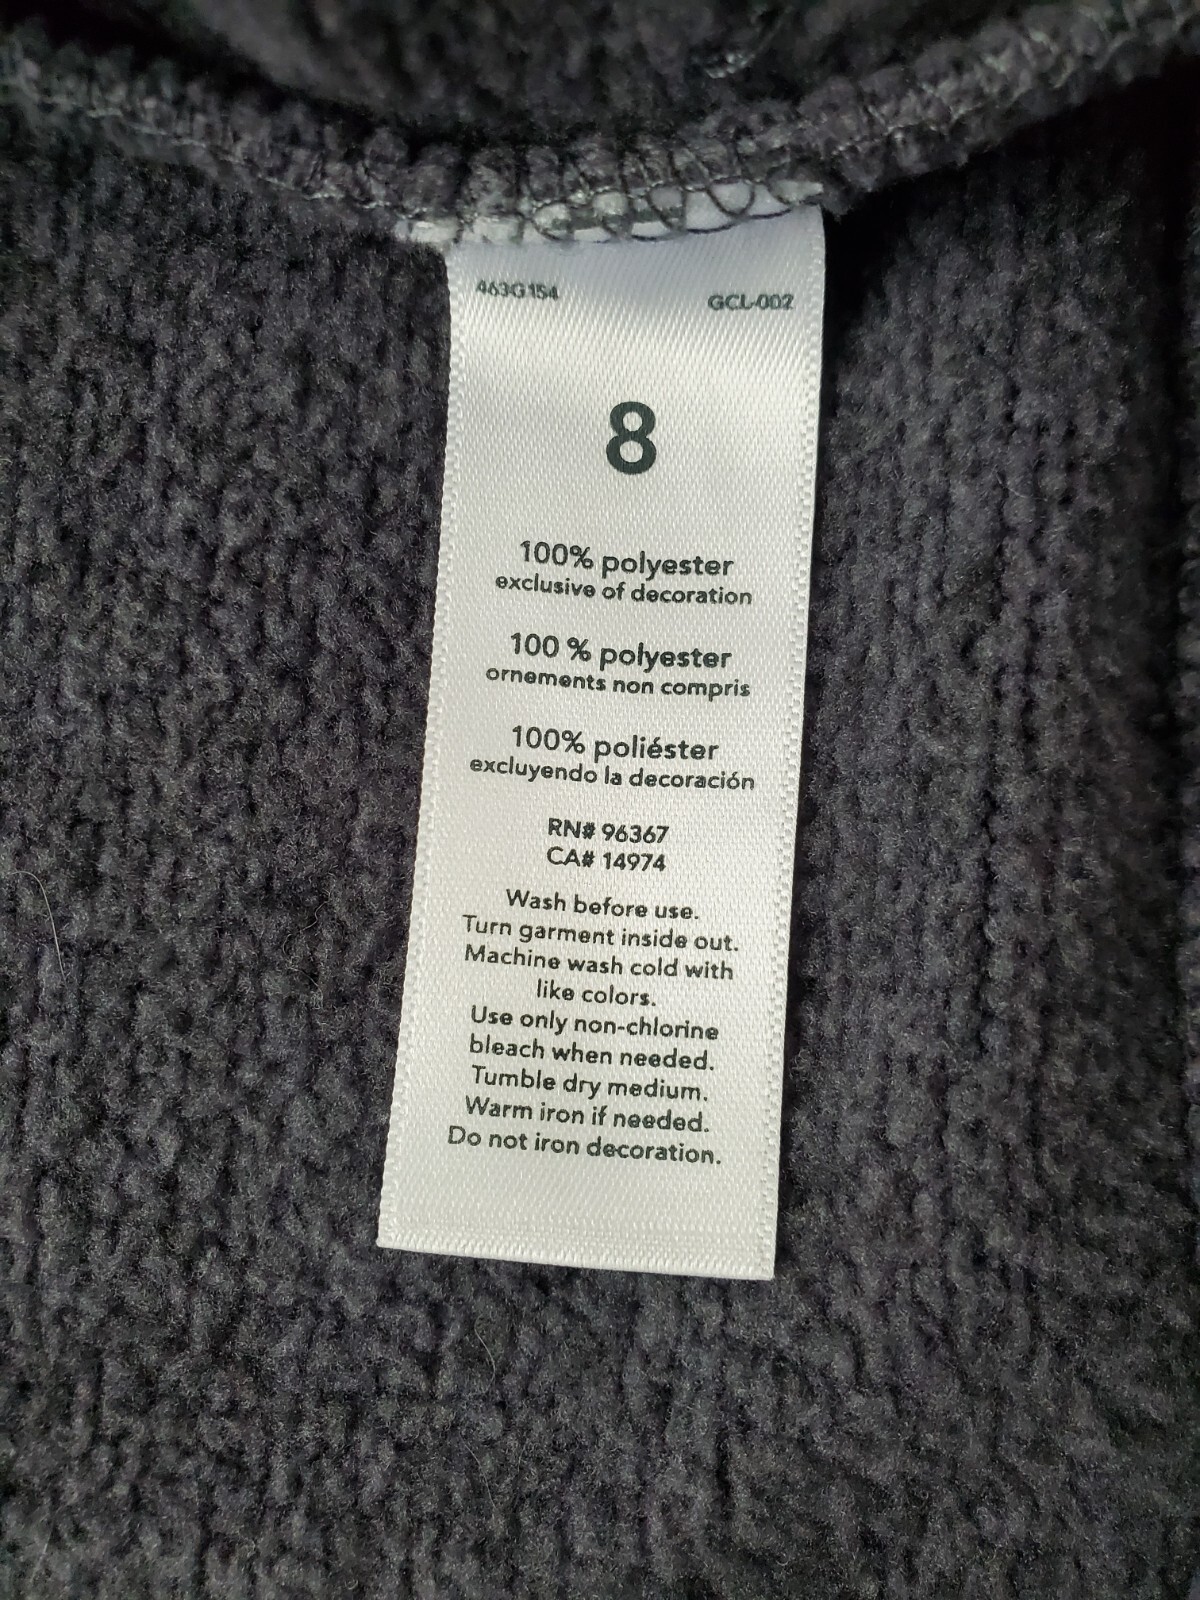 463G154 GCL-002
8
100% polyester
exclusive of decoration
100 % polyester
ornements non compris
100% poliéster
excluyendo la decoración
RN# 96367
CA# 14974
Wash before use.
Turn garment inside out.
Machine wash cold with
like colors.
Use only non-chlorine
bleach when needed.
Tumble dry medium.
Warm iron if needed.
Do not iron decoration.